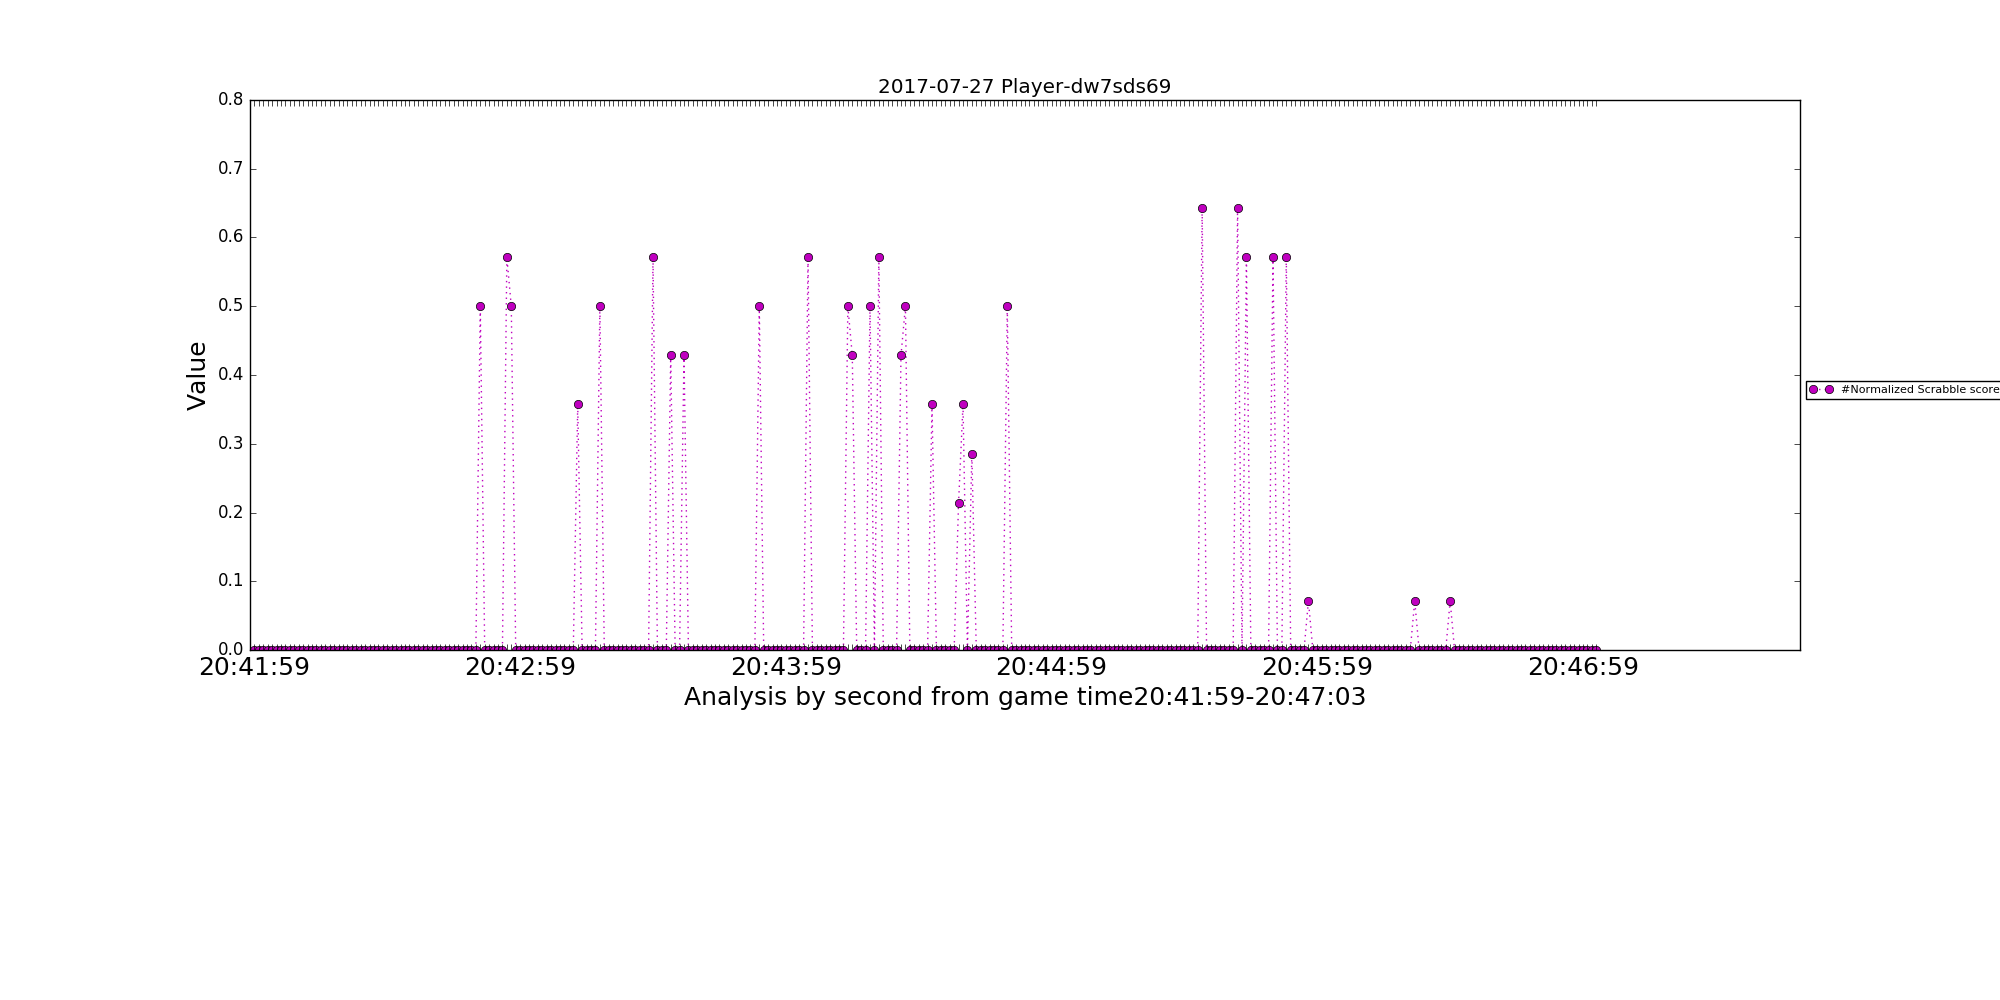 2017-07-27 Player-dw7sds69
0.8
0.7
0.6
0.5
0.4
0.3
0.2
0.1
0.0
Value
#Normalized Scrabble score
20:41:59 20:42:59 20:43:59 20:44:59 20:45:59 20:46:59
Analysis by second from game time20:41:59-20:47:03